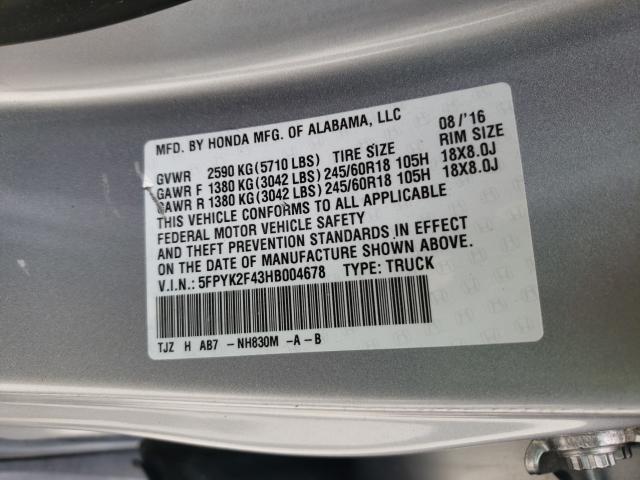 MFD. BY HONDA MFG. OF ALABAMA, LLC 08/'16
GVWR 2590 KG(5710 LBS) TIRE SIZE RIM SIZE
GAWR F 1380 KG(3042 LBS)245/60R18 105H 18X8.0J
GAWR R 1380 KG(3042 LBS)245/60R18 105H 18X8.0J
THIS VEHICLE CONFORMS TO ALL APPLICABLE
FEDERAL MOTOR VEHICLE SAFETY
AND THEFT PREVENTION STANDARDS IN EFFECT
ON THE DATE OF MANUFACTURE SHOWN ABOVE.
V.I.N.: 5FPYK2F43HB004678 TYPE: TRUCK
TJZ H AB7 -NH830M -A-B